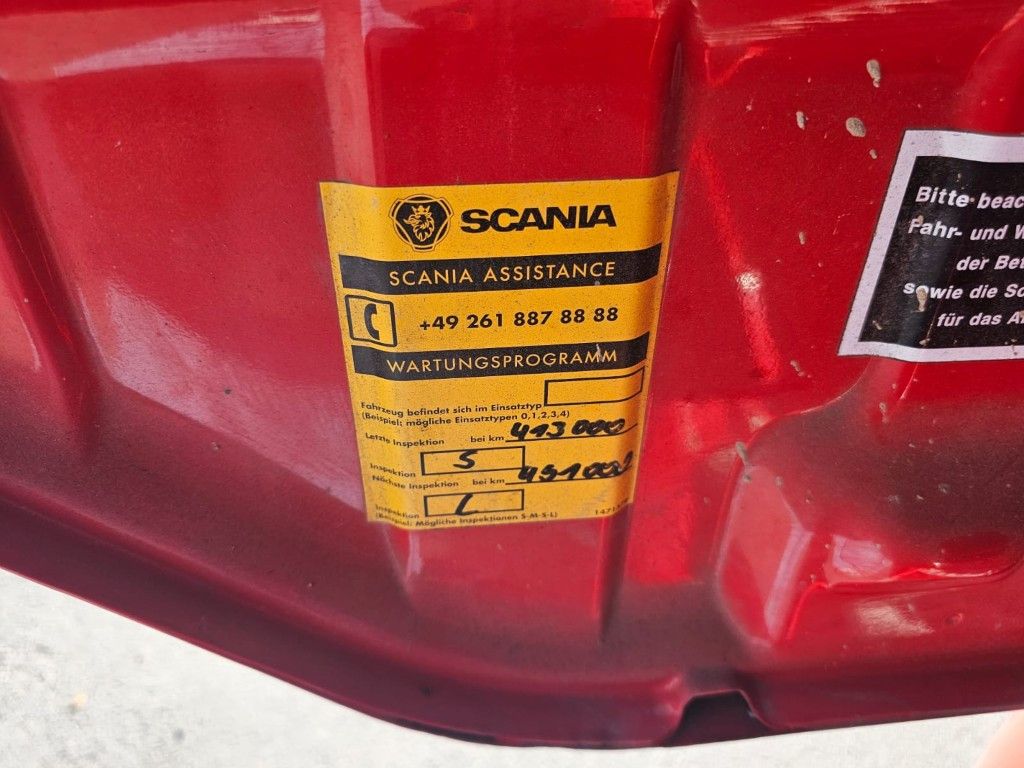 SCANIA
SCANIA ASSISTANCE
+49 261 887 88 88
WARTUNGSPROGRAMM
Fahrzeug befindet sich im Einsatztyp
(Beispiel: mögliche Einsatztypen 0,1,2,3,4)
Letzte Inspektion bei km 413000
Inspektion S
Nächste Inspektion bei km 451000
Inspektion L
(Beispiel: Mögliche Inspektionen S-M-S-L)
Bitte beac
Fahr- und W
der Bet
sowie die Sc
für das A